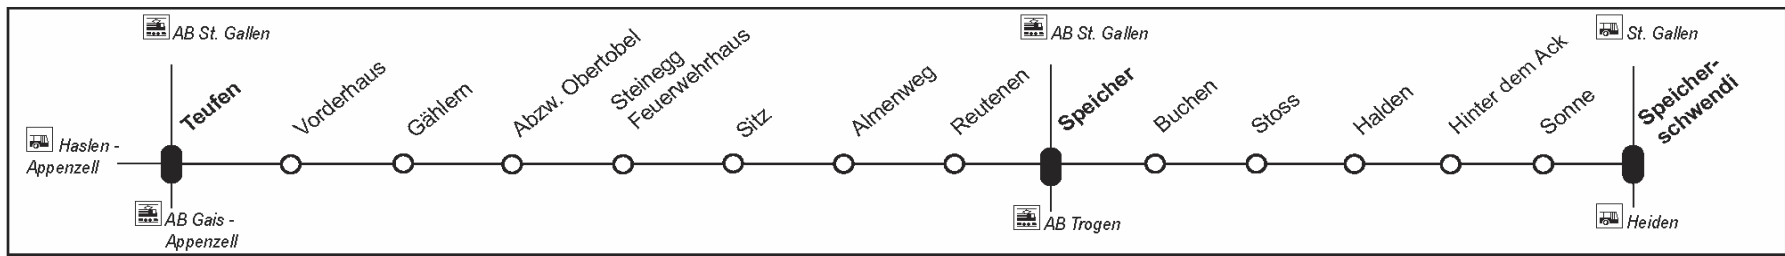 AB St. Gallen
AB St. Gallen
St. Gallen
Teufen
Vorderhaus
Gählern
Abzw. Obertobel
Steinegg
Feuerwehrhaus
Sitz
Almenweg
Reutenen
Speicher
Buchen
Stoss
Halden
Hinter dem Ack
Sonne
Speicher-
schwendi
Haslen -
Appenzell
AB Gais -
Appenzell
AB Trogen
Heiden